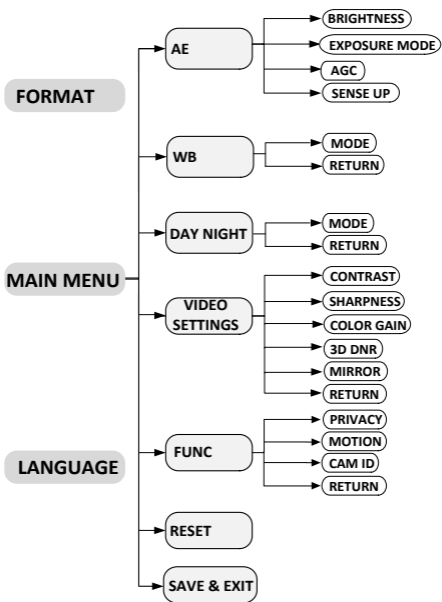 FORMAT
MAIN MENU
LANGUAGE
AE
BRIGHTNESS
EXPOSURE MODE
AGC
SENSE UP
WB
MODE
RETURN
DAY NIGHT
MODE
RETURN
VIDEO
SETTINGS
CONTRAST
SHARPNESS
COLOR GAIN
3D DNR
MIRROR
RETURN
FUNC
PRIVACY
MOTION
CAM ID
RETURN
RESET
SAVE & EXIT